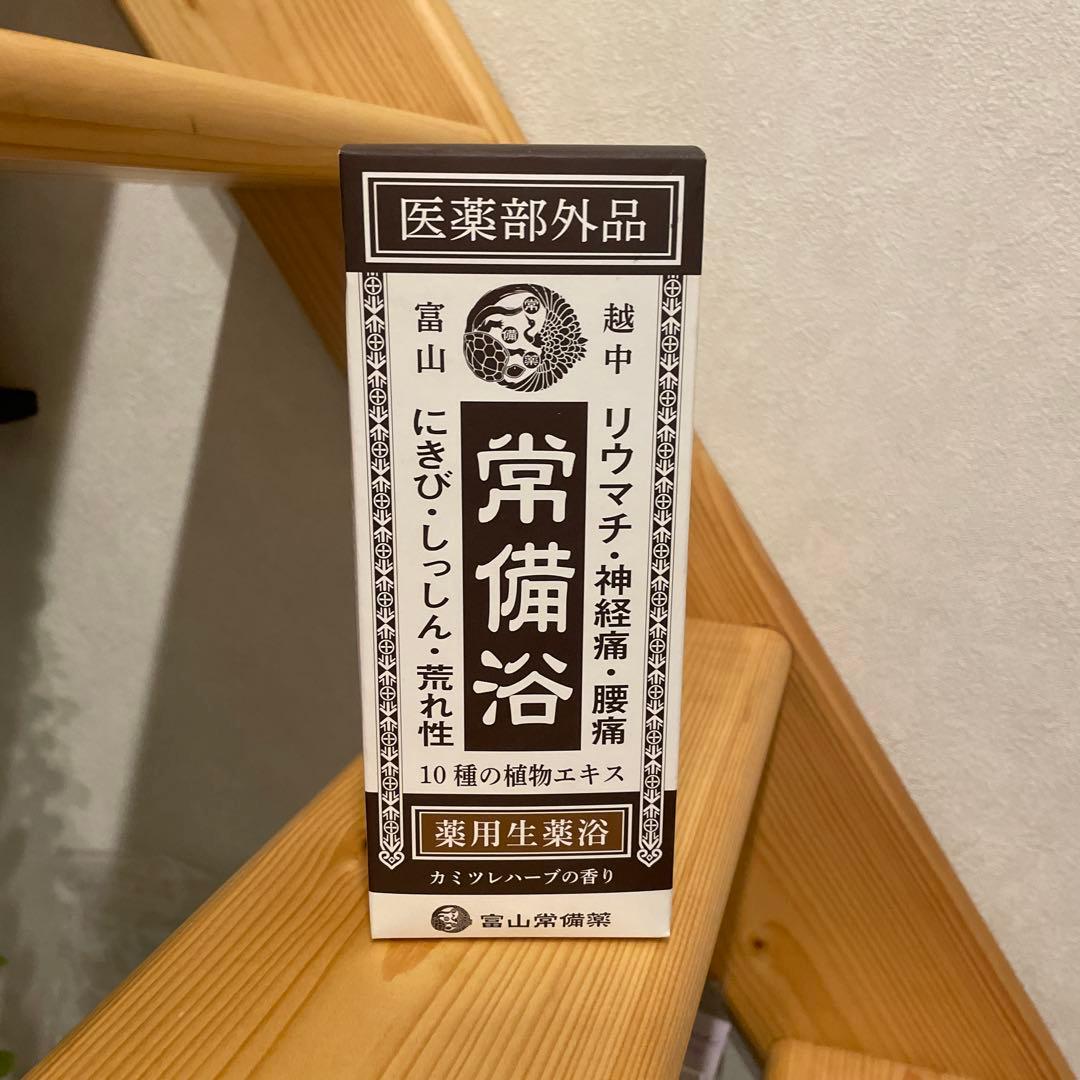 医薬部外品
越中
富山
常
備
薬
リウマチ・神経痛・腰痛
常備浴
にきび・しっしん・荒れ性
10種の植物エキス
薬用生薬浴
カミツレハーブの香り
富山常備薬